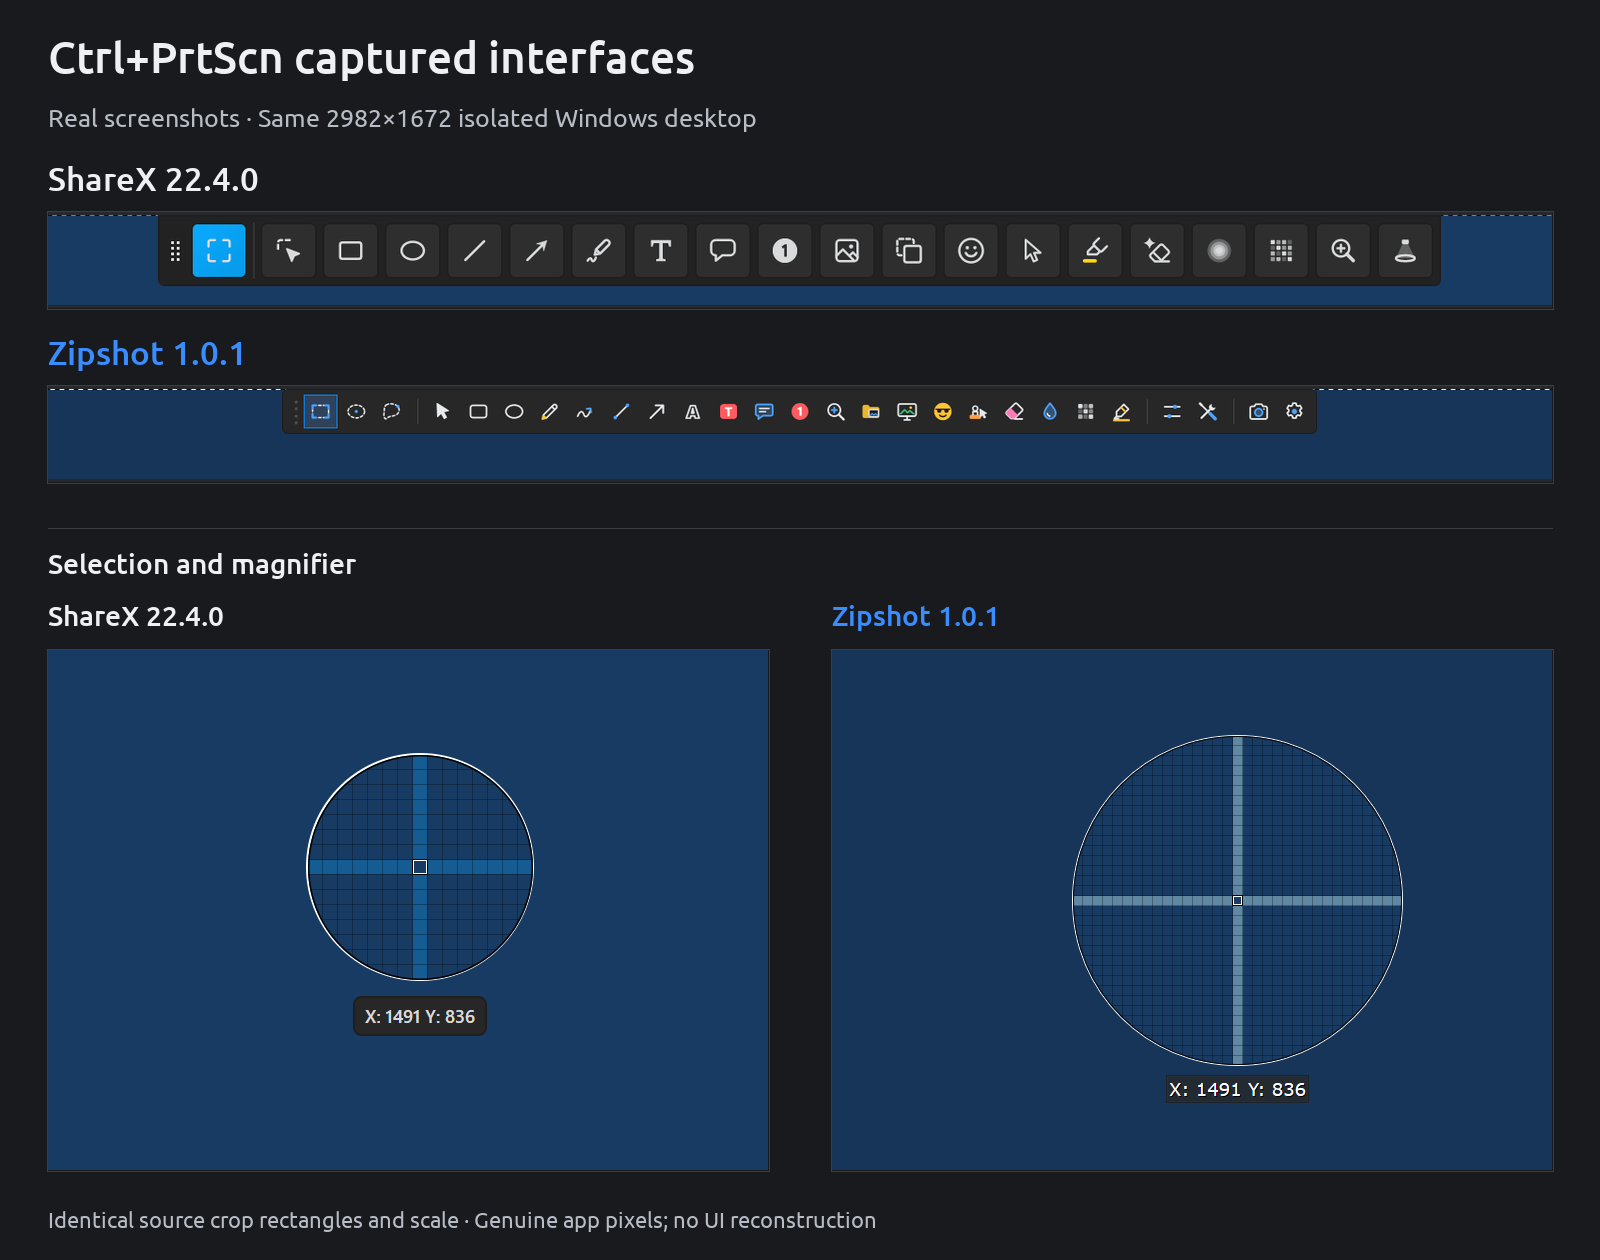 Ctrl+PrtScn captured interfaces
Real screenshots · Same 2982×1672 isolated Windows desktop
ShareX 22.4.0
T
1
Zipshot 1.0.1
A
T
1
Selection and magnifier
ShareX 22.4.0
Zipshot 1.0.1
X: 1491 Y: 836
X: 1491 Y: 836
Identical source crop rectangles and scale · Genuine app pixels; no UI reconstruction